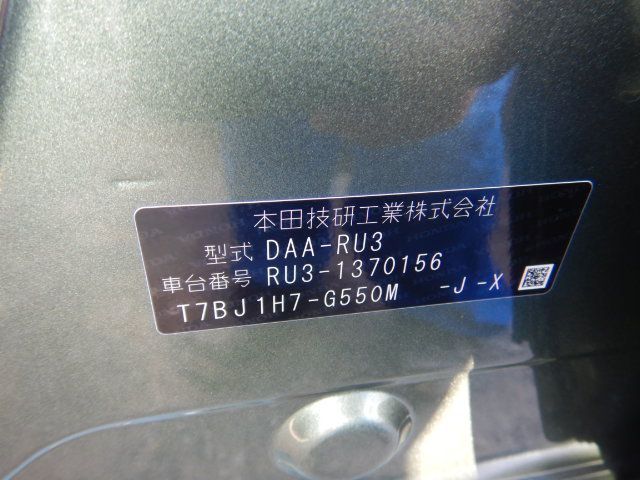 本田技研工業株式会社
型式 DAA-RU3
車台番号 RU3-1370156
T7BJ1H7-G550M -J-X